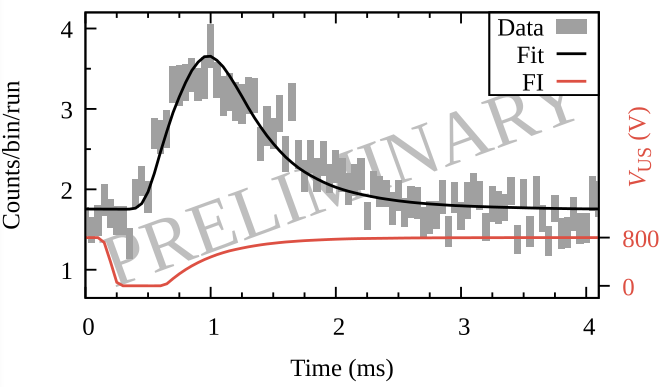 Data
Fit
FI
PRELIMINARY
Counts/bin/run
4
3
2
1
V_US (V)
800
0
0 1 2 3 4
Time (ms)